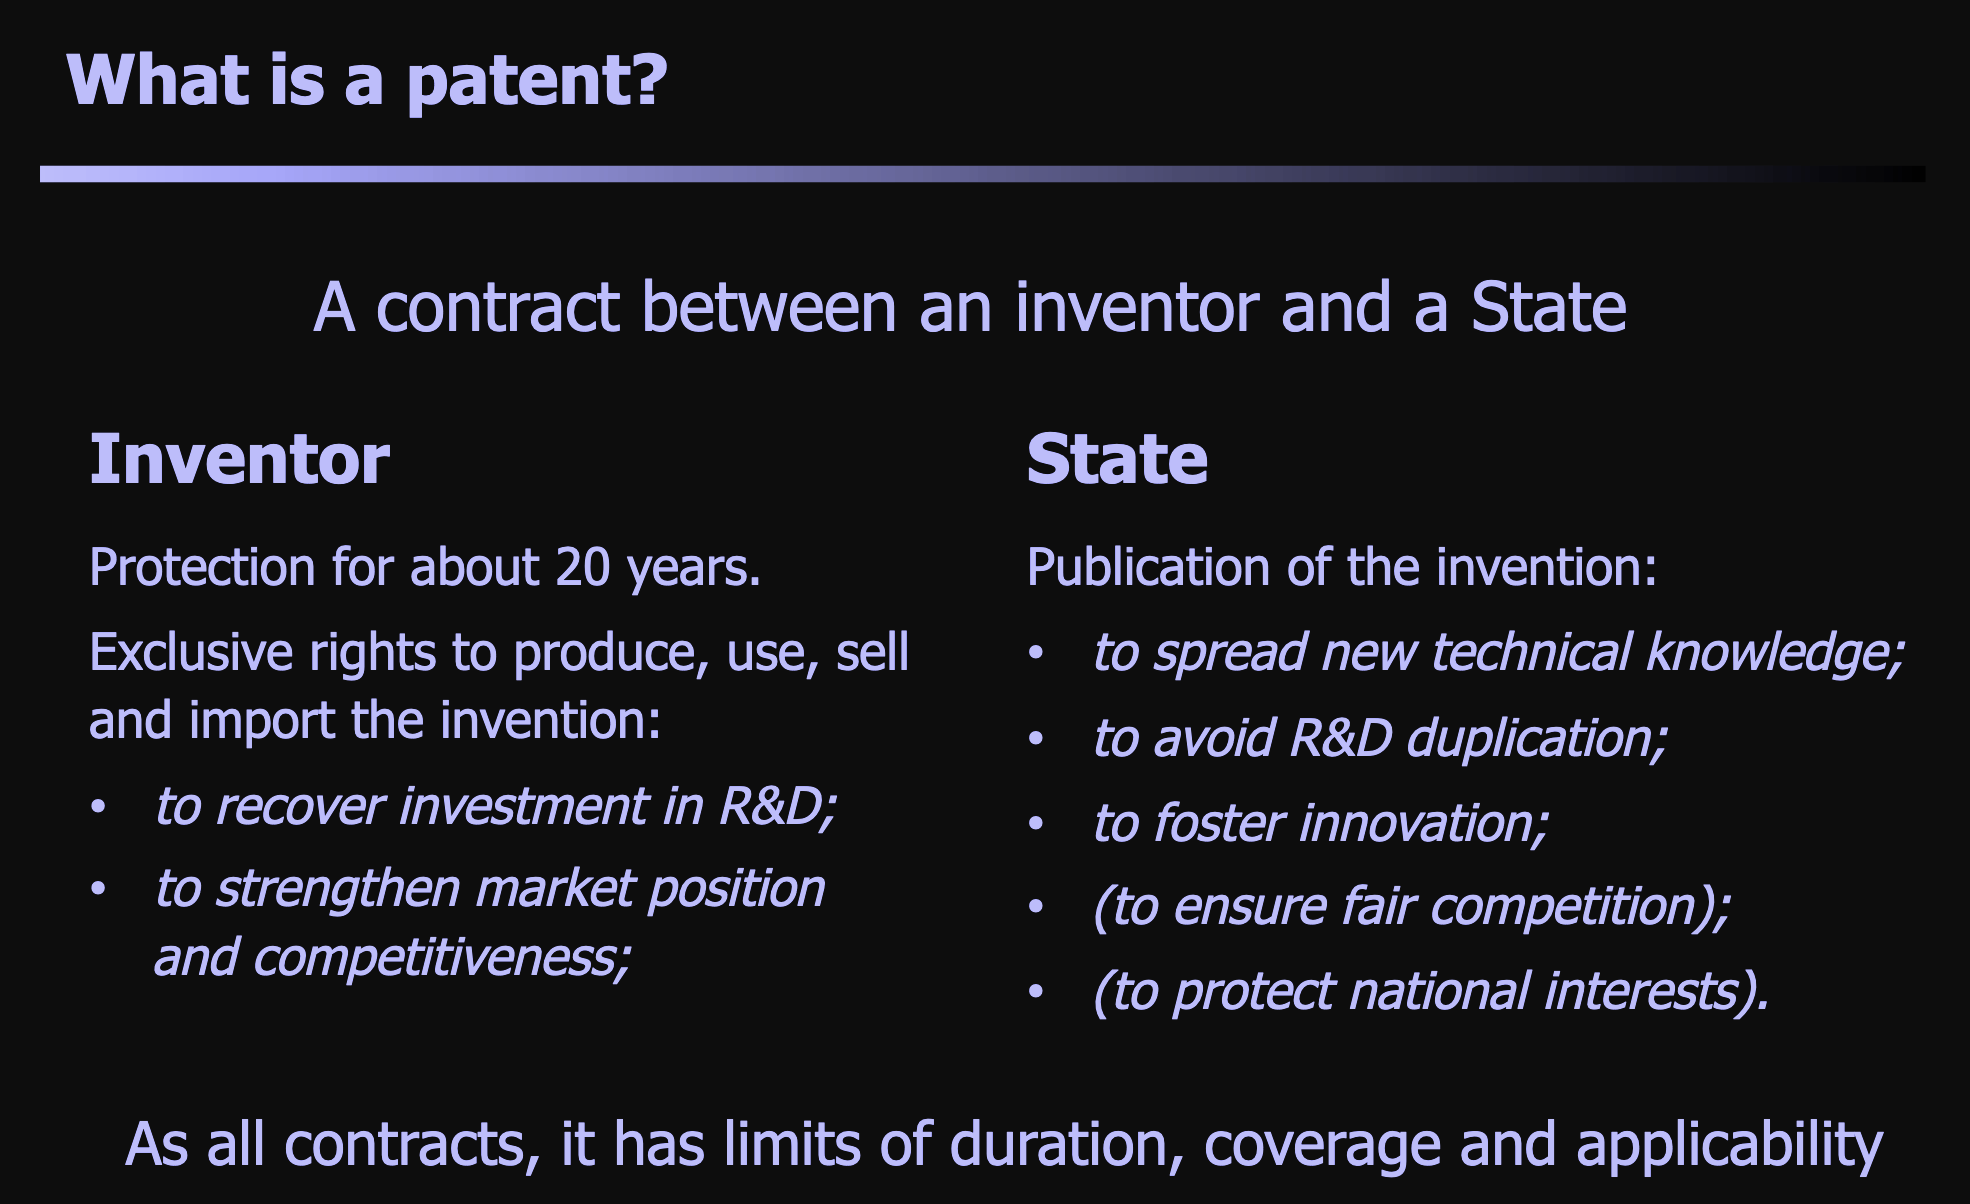 What is a patent?
A contract between an inventor and a State
Inventor
Protection for about 20 years.
Exclusive rights to produce, use, sell
and import the invention:
• to recover investment in R&D;
• to strengthen market position
and competitiveness;
State
Publication of the invention:
• to spread new technical knowledge;
• to avoid R&D duplication;
• to foster innovation;
• (to ensure fair competition);
• (to protect national interests).
As all contracts, it has limits of duration, coverage and applicability